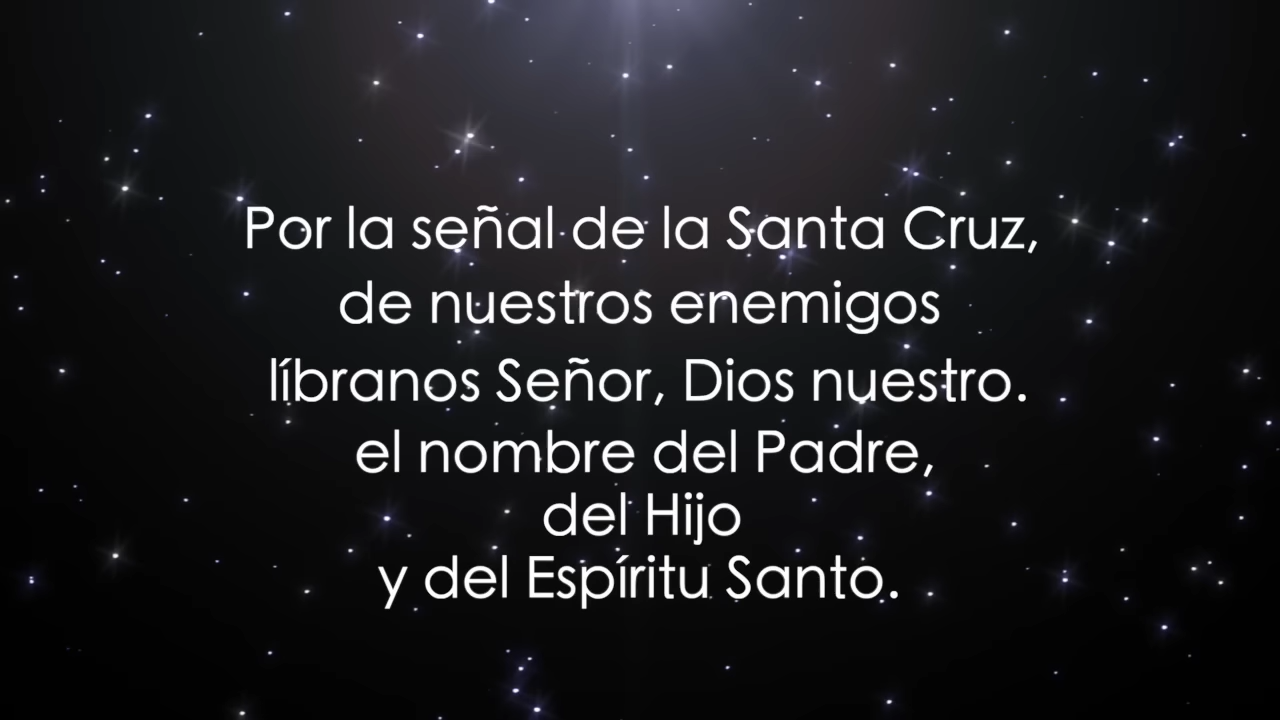 Por la señal de la Santa Cruz,
de nuestros enemigos
líbranos Señor, Dios nuestro.
el nombre del Padre,
del Hijo
y del Espíritu Santo.